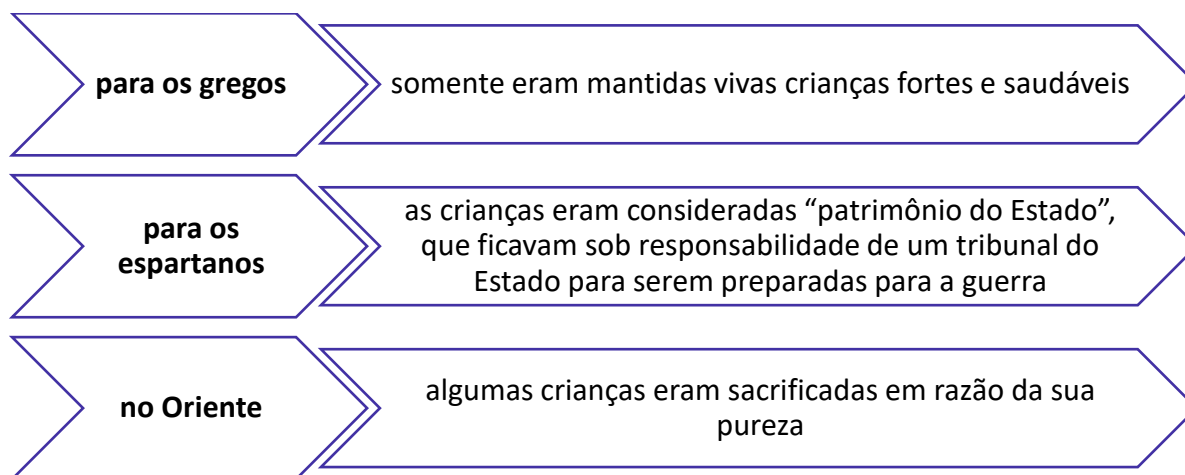 para os gregos
somente eram mantidas vivas crianças fortes e saudáveis
para os
espartanos
as crianças eram consideradas “patrimônio do Estado”,
que ficavam sob responsabilidade de um tribunal do
Estado para serem preparadas para a guerra
no Oriente
algumas crianças eram sacrificadas em razão da sua
pureza